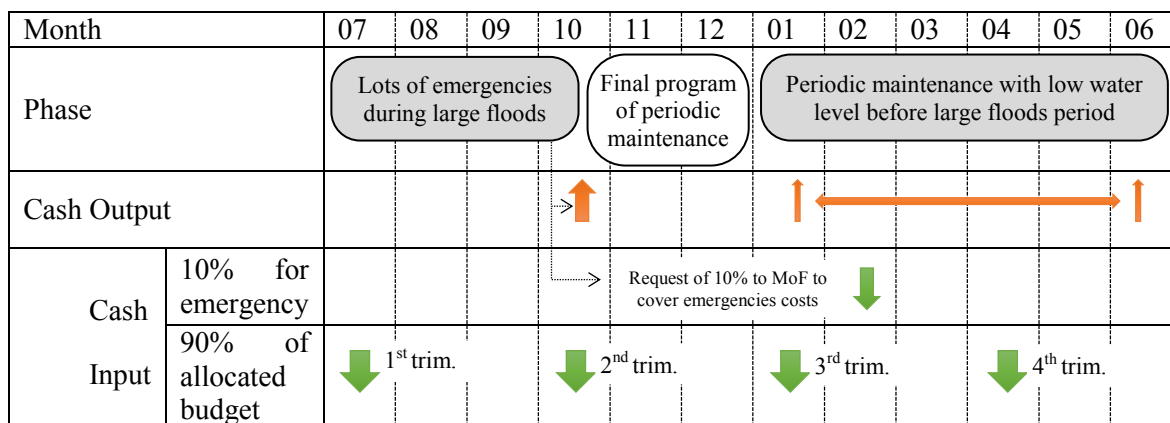 Month 07 08 09 10 11 12 01 02 03 04 05 06
Phase
Lots of emergencies
during large floods
Final program
of periodic
maintenance
Periodic maintenance with low water
level before large floods period
Cash Output
Cash
Input
10% for
emergency
Request of 10% to MoF to
cover emergencies costs
90% of
allocated
budget
1st trim.
2nd trim.
3rd trim.
4th trim.